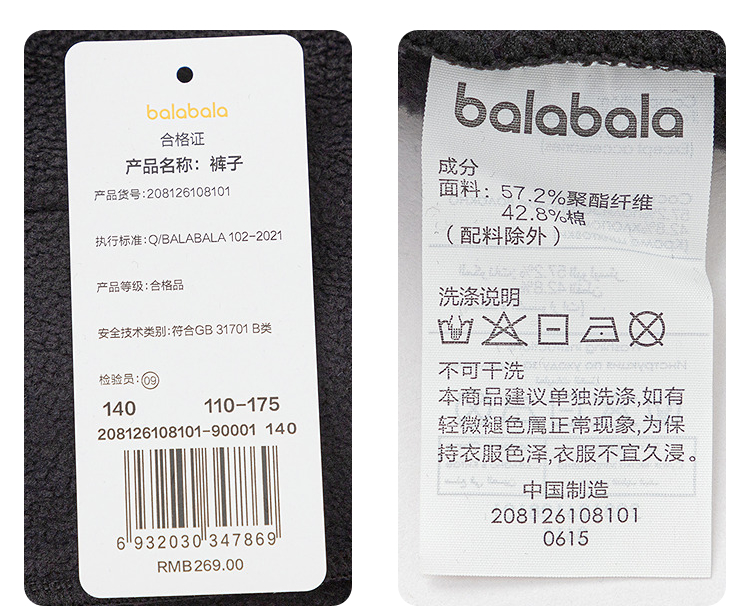 balabala
合格证
产品名称：裤子
产品货号:208126108101
执行标准:Q/BALABALA 102-2021
产品等级:合格品
安全技术类别:符合GB 31701 B类
检验员:09
140 110-175
208126108101-90001 140
6 932030 347869
RMB269.00
balabala
成分
面料：57.2%聚酯纤维
42.8%棉
（配料除外）
洗涤说明
不可干洗
本商品建议单独洗涤,如有
轻微褪色属正常现象,为保
持衣服色泽,衣服不宜久浸。
中国制造
208126108101
0615